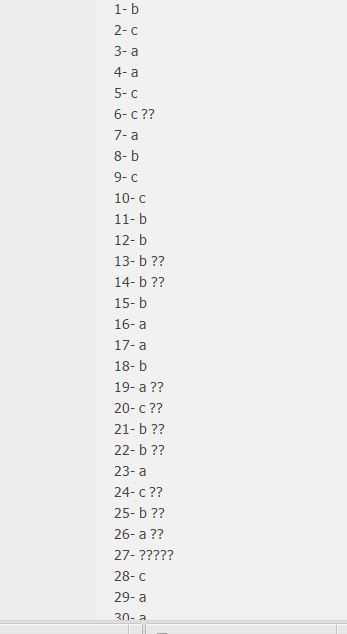 1- b
2- c
3- a
4- a
5- c
6- c ??
7- a
8- b
9- c
10- c
11- b
12- b
13- b ??
14- b ??
15- b
16- a
17- a
18- b
19- a ??
20- c ??
21- b ??
22- b ??
23- a
24- c ??
25- b ??
26- a ??
27- ?????
28- c
29- a
30- a